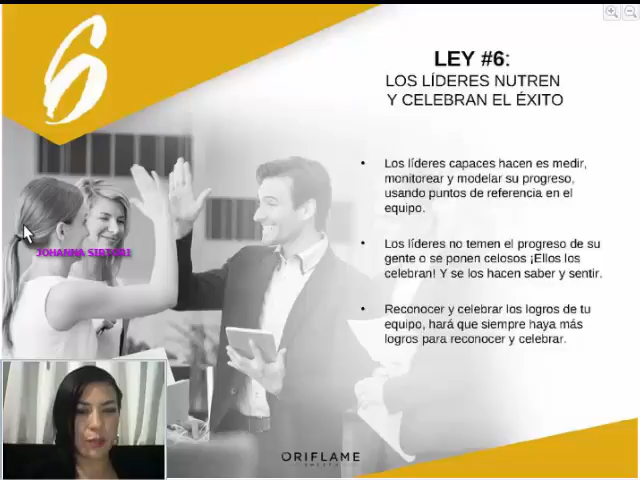 6
LEY #6:
LOS LÍDERES NUTREN
Y CELEBRAN EL ÉXITO
• Los líderes capaces hacen es medir,
monitorear y modelar su progreso,
usando puntos de referencia en el
equipo.
• Los líderes no temen el progreso de su
gente o se ponen celosos ¡Ellos los
celebran! Y se los hacen saber y sentir.
• Reconocer y celebrar los logros de tu
equipo, hará que siempre haya más
logros para reconocer y celebrar.
JOHANNA
ORIFLAME